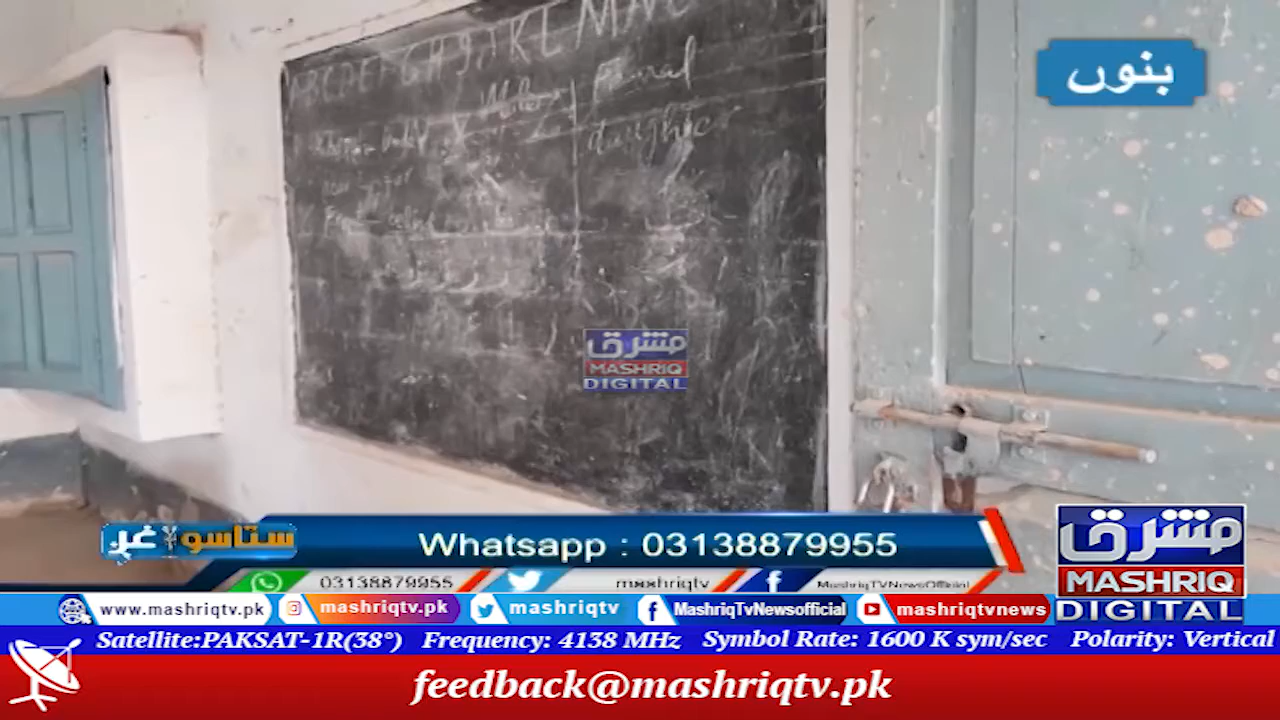 بنوں
ABCDEFGHIJKLMN
Male
Femal
daughter
مشرق
MASHRIQ
DIGITAL
ستاسو غږ
Whatsapp : 03138879955
03138879955
mashriqtv
MashriqTVNewsOfficial
مشرق
MASHRIQ
DIGITAL
www.mashriqtv.pk
mashriqtv.pk
mashriqtv
MashriqTvNewsofficial
mashriqtvnews
Satellite:PAKSAT-1R(38°) Frequency: 4138 MHz Symbol Rate: 1600 K sym/sec Polarity: Vertical
feedback@mashriqtv.pk